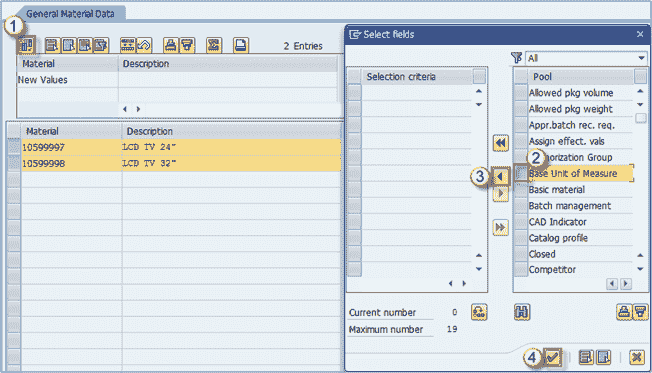 General Material Data
1
2 Entries
Material Description
New Values
Material Description
10599997 LCD TV 24"
10599998 LCD TV 32"
Select fields
All
Selection criteria
Pool
Allowed pkg volume
Allowed pkg weight
Appr.batch rec. req.
Assign effect. vals
2
horization Group
3
Base Unit of Measure
Basic material
Batch management
CAD Indicator
Catalog profile
Closed
Competitor
Current number 0
Maximum number 19
4